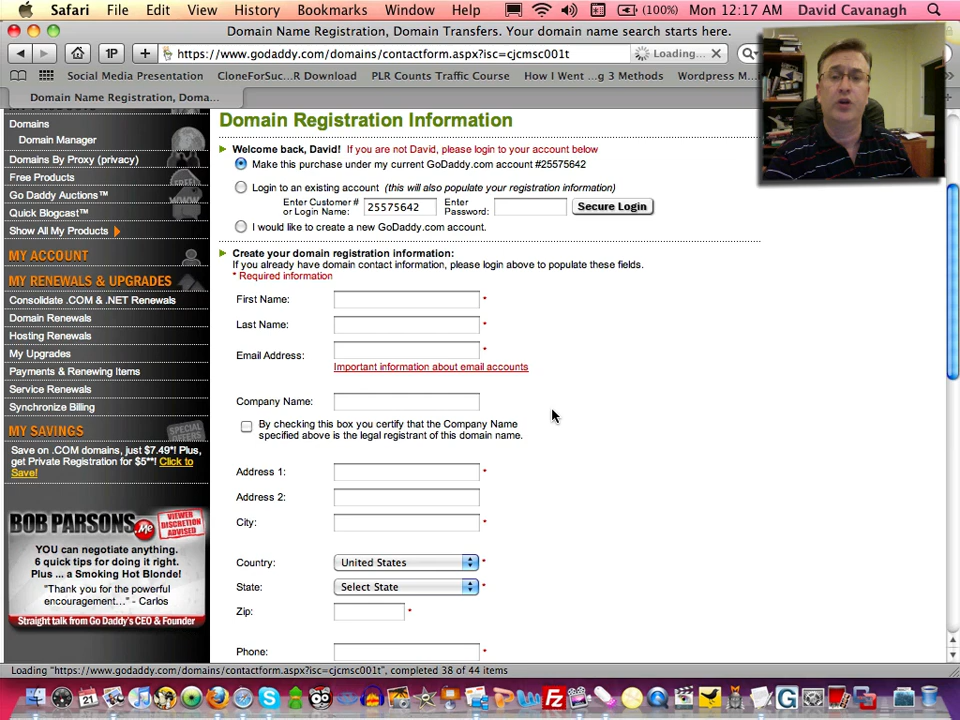 Safari File Edit View History Bookmarks Window Help (100%) Mon 12:17 AM David Cavanagh
Domain Name Registration, Domain Transfers. Your domain name search starts here.
1P + https://www.godaddy.com/domains/contactform.aspx?isc=cjcmsc001t Loading...
Social Media Presentation CloneForSuc...R Download PLR Counts Traffic Course How I Went ...g 3 Methods Wordpress M...
Domain Name Registration, Doma...
Domains
Domain Manager
Domains By Proxy (privacy)
Free Products
Go Daddy Auctions™
Quick Blogcast™
Show All My Products
MY ACCOUNT
MY RENEWALS & UPGRADES
Consolidate .COM & .NET Renewals
Domain Renewals
Hosting Renewals
My Upgrades
Payments & Renewing Items
Service Renewals
Synchronize Billing
MY SAVINGS
SPECIAL
Save on .COM domains, just $7.49*! Plus,
get Private Registration for $5**! Click to
Save!
BOB PARSONS.Me
VIEWER DISCRETION ADVISED
YOU can negotiate anything.
6 quick tips for doing it right.
Plus ... a Smoking Hot Blonde!
"Thank you for the powerful
encouragement..." - Carlos
Straight talk from Go Daddy's CEO & Founder
Domain Registration Information
Welcome back, David! If you are not David, please login to your account below
Make this purchase under my current GoDaddy.com account #25575642
Login to an existing account (this will also populate your registration information)
Enter Customer # or Login Name: 25575642 Enter Password: Secure Login
I would like to create a new GoDaddy.com account.
Create your domain registration information:
If you already have domain contact information, please login above to populate these fields.
* Required information
First Name: *
Last Name: *
Email Address: *
Important information about email accounts
Company Name:
By checking this box you certify that the Company Name
specified above is the legal registrant of this domain name.
Address 1: *
Address 2:
City: *
Country: United States *
State: Select State *
Zip: *
Phone: *
Loading "https://www.godaddy.com/domains/contactform.aspx?isc=cjcmsc001t", completed 38 of 44 items